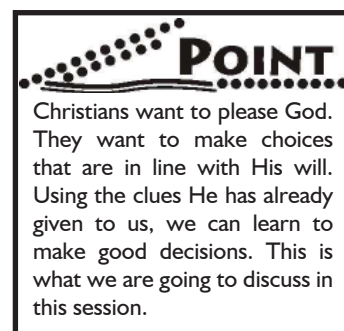 POINT
Christians want to please God.
They want to make choices
that are in line with His will.
Using the clues He has already
given to us, we can learn to
make good decisions. This is
what we are going to discuss in
this session.